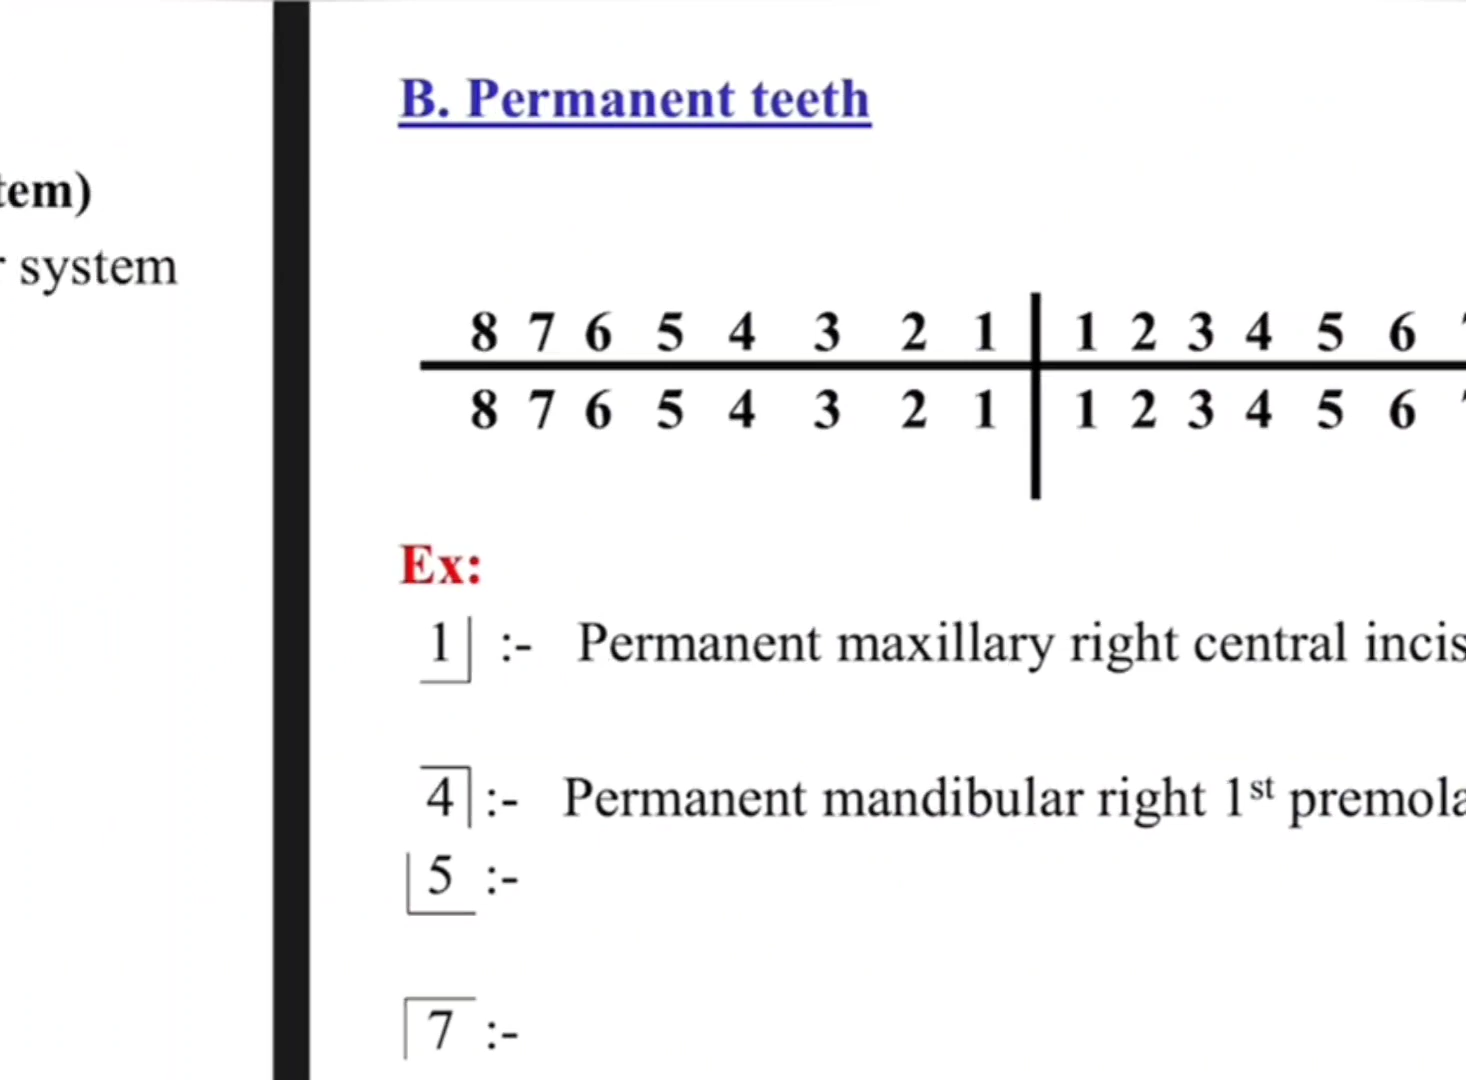 tem)
system
B. Permanent teeth
8 7 6 5 4 3 2 1 1 2 3 4 5 6
8 7 6 5 4 3 2 1 1 2 3 4 5 6
Ex:
1 :- Permanent maxillary right central incis
4 :- Permanent mandibular right 1st premola
5 :-
7 :-